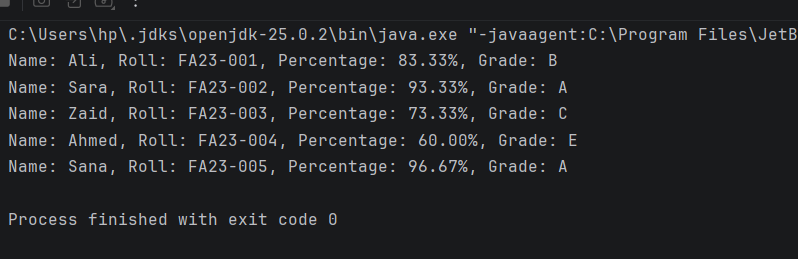 C:\Users\hp\.jdks\openjdk-25.0.2\bin\java.exe "-javaagent:C:\Program Files\JetB
Name: Ali, Roll: FA23-001, Percentage: 83.33%, Grade: B
Name: Sara, Roll: FA23-002, Percentage: 93.33%, Grade: A
Name: Zaid, Roll: FA23-003, Percentage: 73.33%, Grade: C
Name: Ahmed, Roll: FA23-004, Percentage: 60.00%, Grade: E
Name: Sana, Roll: FA23-005, Percentage: 96.67%, Grade: A
Process finished with exit code 0